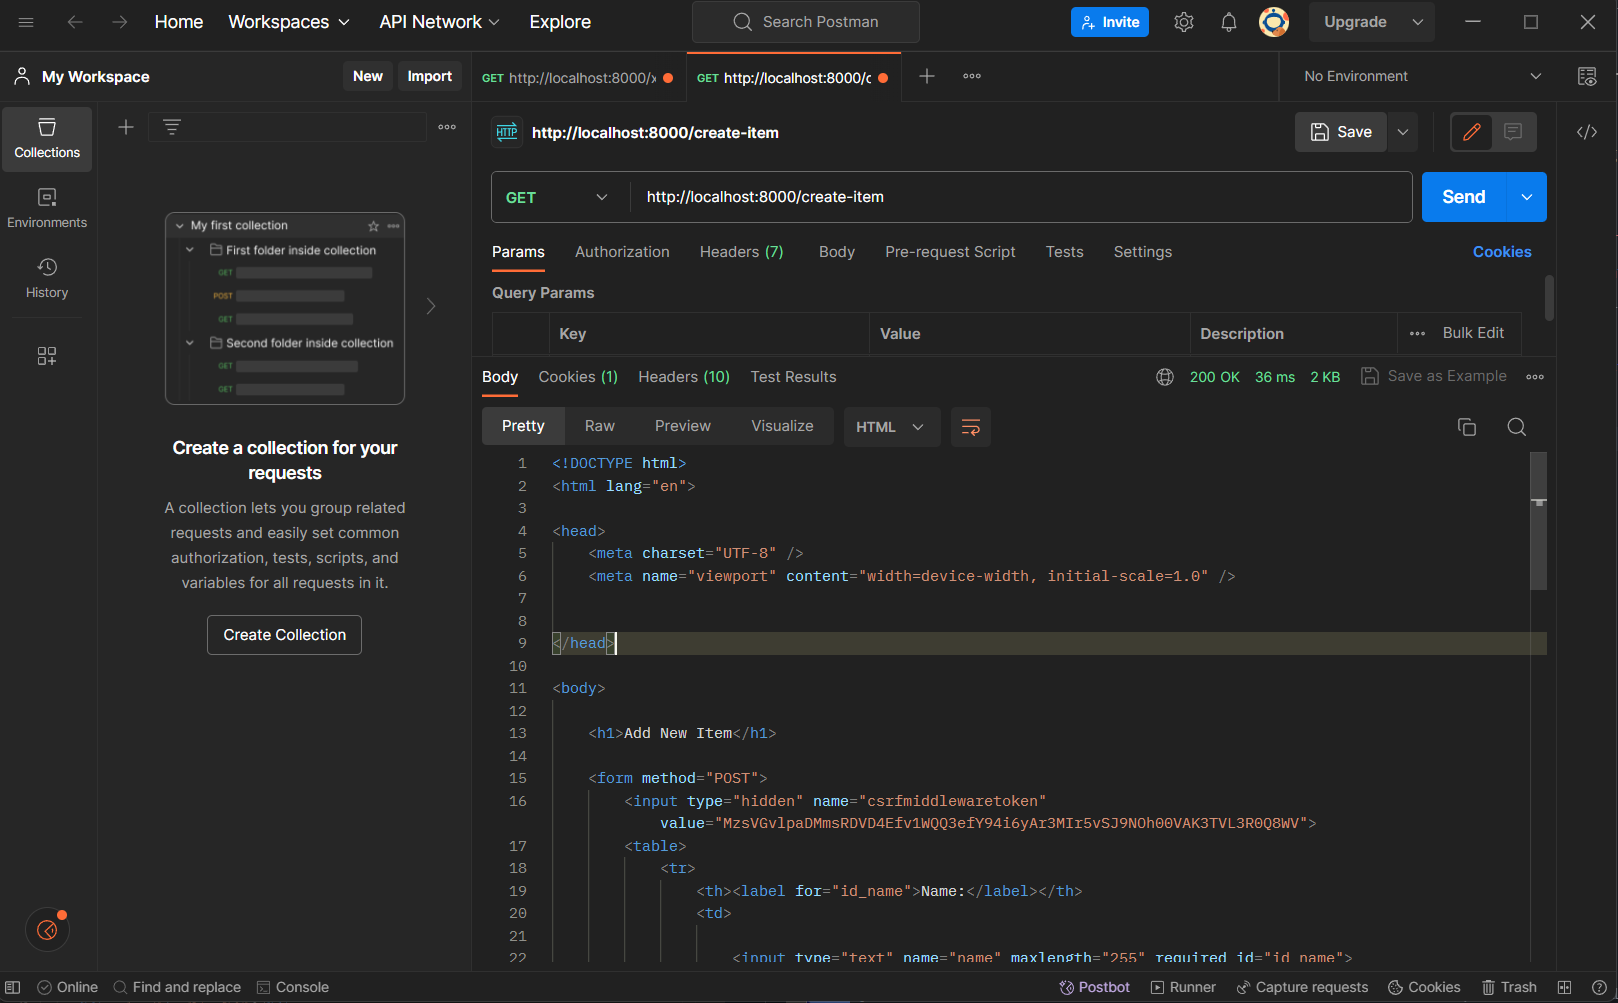 Home Workspaces API Network Explore Search Postman Invite Upgrade
My Workspace New Import GET http://localhost:8000/x GET http://localhost:8000/c No Environment
Collections
Environments
History
My first collection
First folder inside collection
GET
POST
GET
Second folder inside collection
GET
GET
Create a collection for your
requests
A collection lets you group related
requests and easily set common
authorization, tests, scripts, and
variables for all requests in it.
Create Collection
HTTP http://localhost:8000/create-item Save
GET http://localhost:8000/create-item Send
Params Authorization Headers (7) Body Pre-request Script Tests Settings Cookies
Query Params
Key Value Description Bulk Edit
Body Cookies (1) Headers (10) Test Results 200 OK 36 ms 2 KB Save as Example
Pretty Raw Preview Visualize HTML
1 <!DOCTYPE html>
2 <html lang="en">
3
4 <head>
5 <meta charset="UTF-8" />
6 <meta name="viewport" content="width=device-width, initial-scale=1.0" />
7
8
9 </head>
10
11 <body>
12
13 <h1>Add New Item</h1>
14
15 <form method="POST">
16 <input type="hidden" name="csrfmiddlewaretoken"
value="MzsVGvlpaDMmsRDVD4Efv1WQQ3efY94i6yAr3MIr5vSJ9NOh00VAK3TVL3R0Q8WV">
17 <table>
18 <tr>
19 <th><label for="id_name">Name:</label></th>
20 <td>
21
22 <input type="text" name="name" maxlength="255" required id="id_name">
Online Find and replace Console Postbot Runner Capture requests Cookies Trash